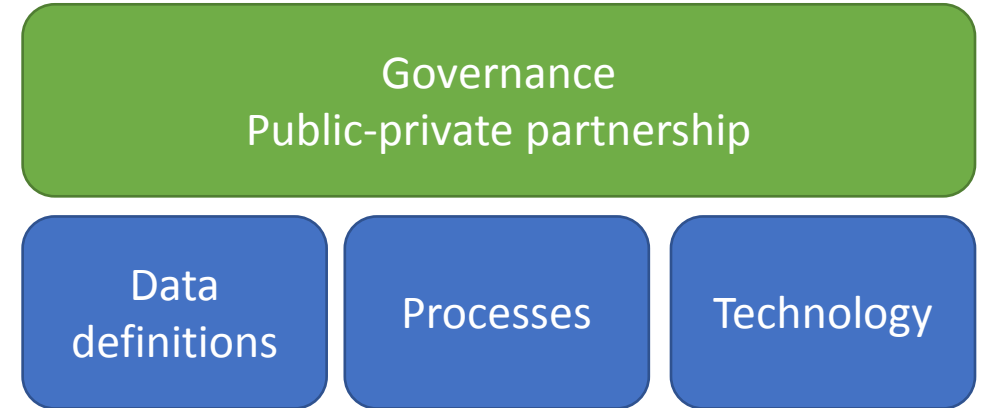 Governance
Public-private partnership
Data
definitions
Processes
Technology